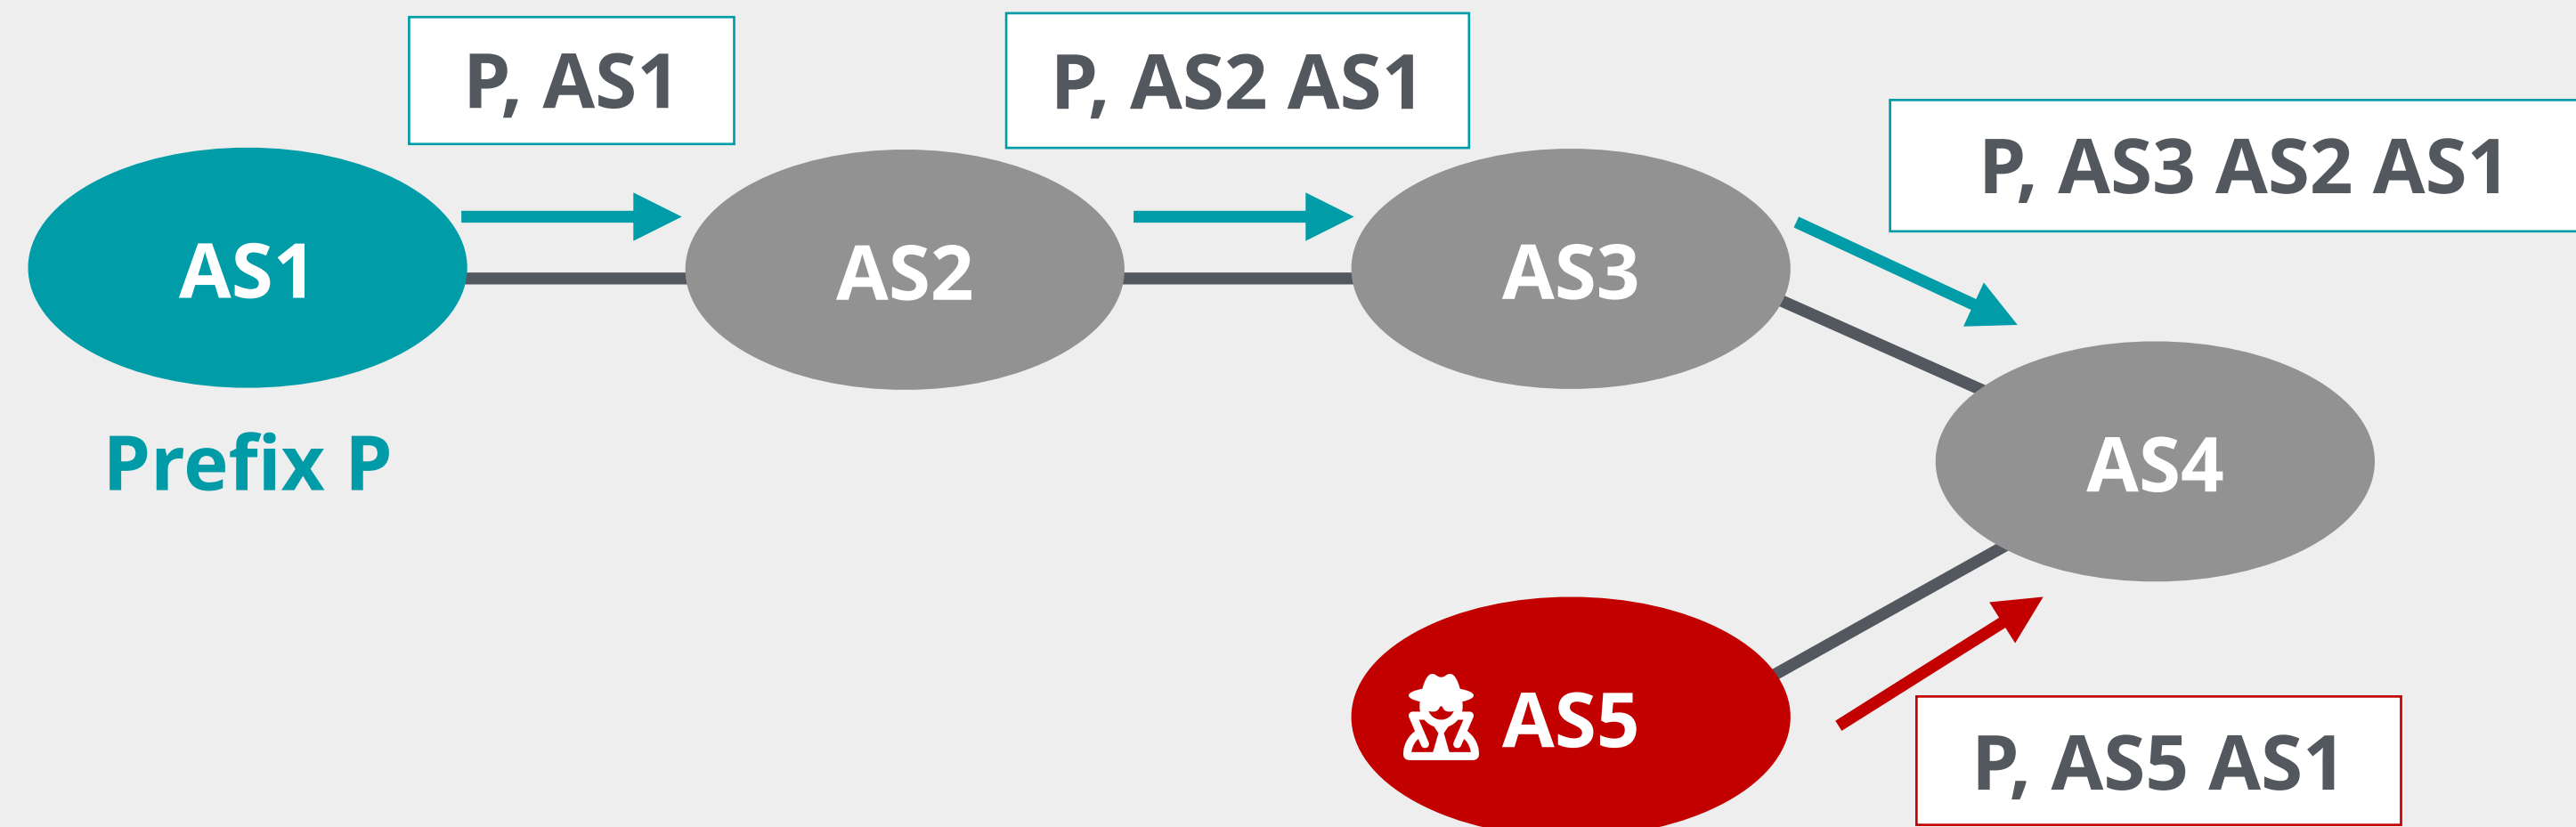 P, AS1
P, AS2 AS1
P, AS3 AS2 AS1
AS1
AS2
AS3
Prefix P
AS4
AS5
P, AS5 AS1